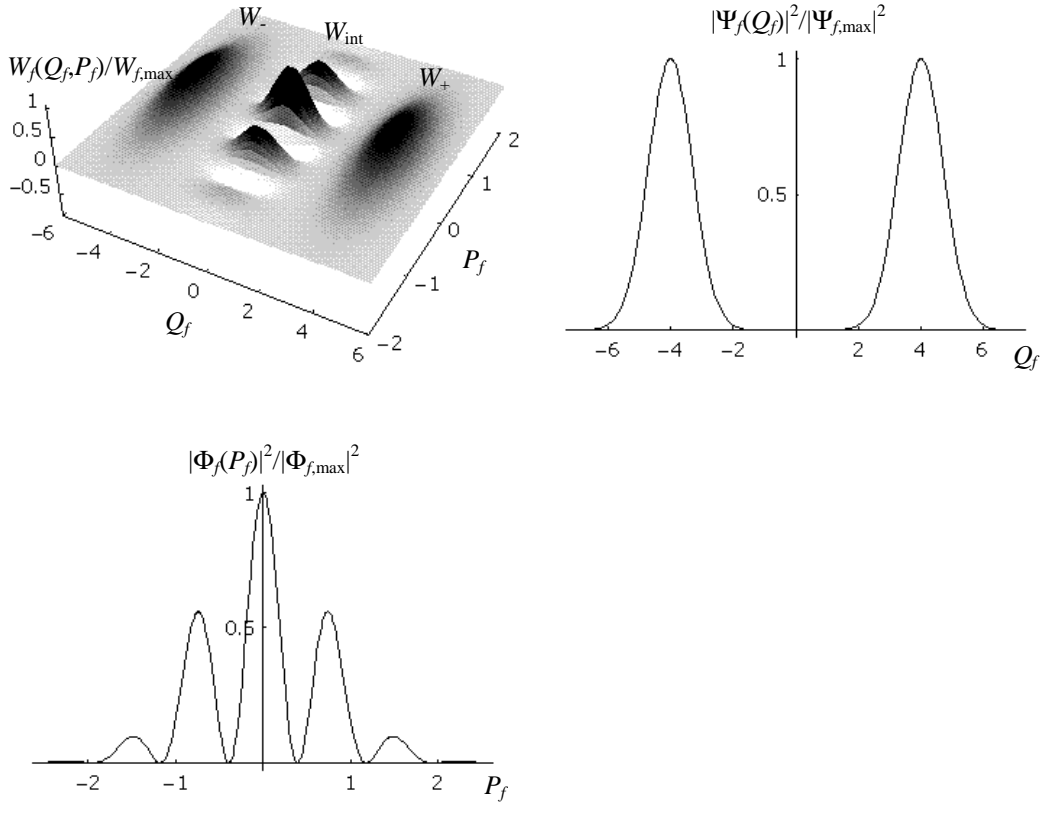 W-
Wint
W+
Wf(Qf,Pf)/Wf,max
1
0.5
0
−0.5
−6
−4
−2
0
2
4
6
Qf
−2
−1
0
1
2
Pf
|Ψf(Qf)|²/|Ψf,max|²
1
0.5
−6 −4 −2 2 4 6
Qf
|Φf(Pf)|²/|Φf,max|²
1
0.5
−2 −1 1 2
Pf